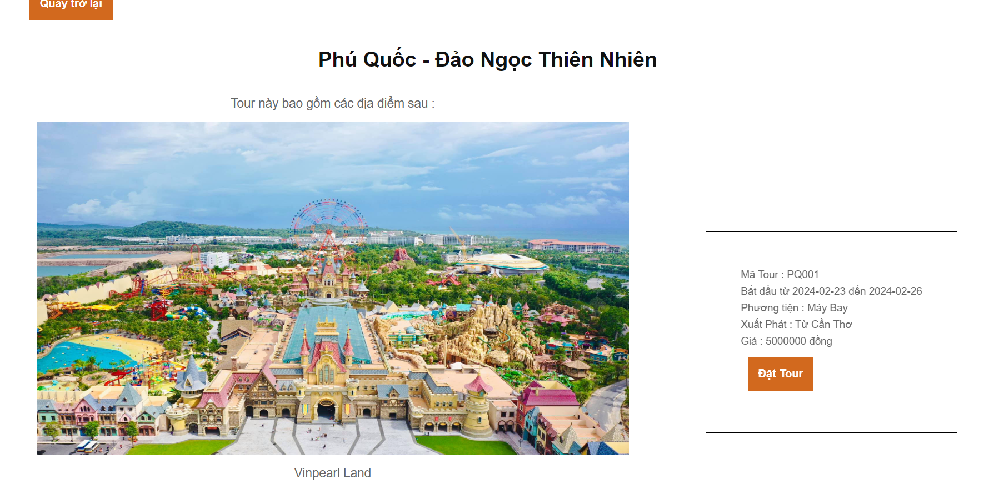 Quay trở lại
Phú Quốc - Đảo Ngọc Thiên Nhiên
Tour này bao gồm các địa điểm sau :
Mã Tour : PQ001
Bắt đầu từ 2024-02-23 đến 2024-02-26
Phương tiện : Máy Bay
Xuất Phát : Từ Cần Thơ
Giá : 5000000 đồng
Đặt Tour
Vinpearl Land